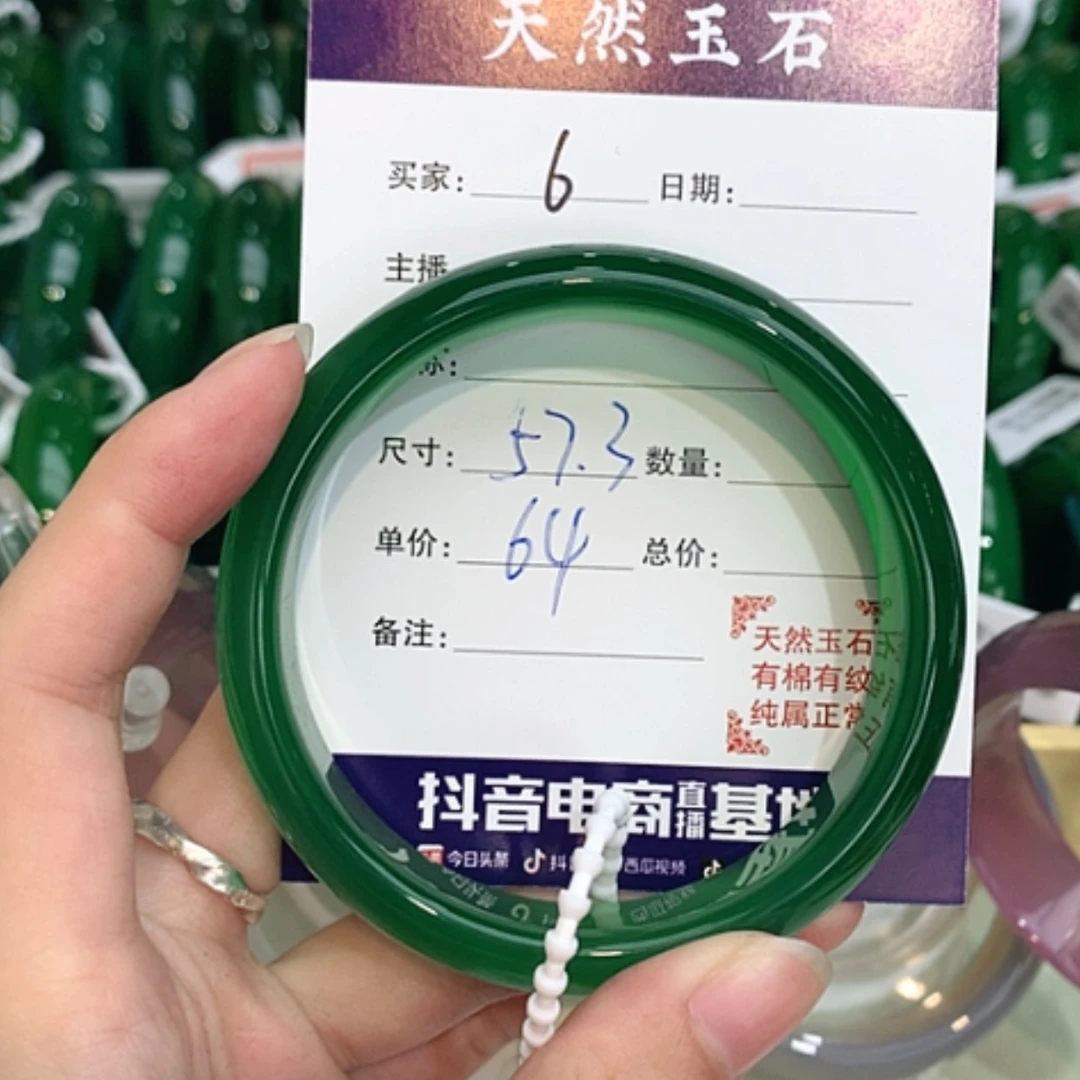 天然玉石
买家: 6 日期:
主播
尺寸: 57.3 数量:
单价: 64 总价:
备注:
天然玉石
有棉有纹
纯属正常
抖音电商直播基地
今日头条 抖 西瓜视频